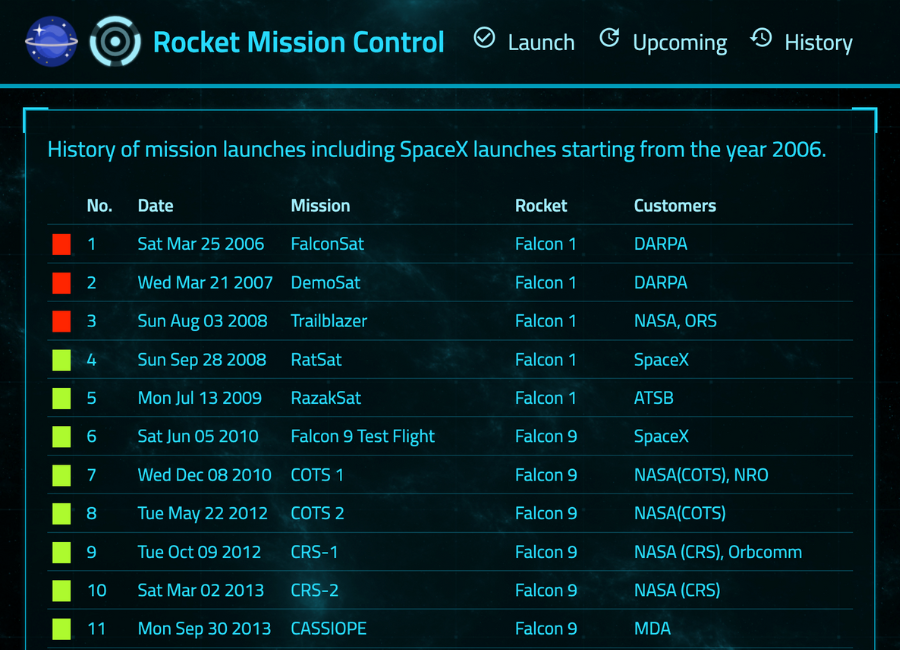 Rocket Mission Control Launch Upcoming History
History of mission launches including SpaceX launches starting from the year 2006.
No. Date Mission Rocket Customers
1 Sat Mar 25 2006 FalconSat Falcon 1 DARPA
2 Wed Mar 21 2007 DemoSat Falcon 1 DARPA
3 Sun Aug 03 2008 Trailblazer Falcon 1 NASA, ORS
4 Sun Sep 28 2008 RatSat Falcon 1 SpaceX
5 Mon Jul 13 2009 RazakSat Falcon 1 ATSB
6 Sat Jun 05 2010 Falcon 9 Test Flight Falcon 9 SpaceX
7 Wed Dec 08 2010 COTS 1 Falcon 9 NASA(COTS), NRO
8 Tue May 22 2012 COTS 2 Falcon 9 NASA(COTS)
9 Tue Oct 09 2012 CRS-1 Falcon 9 NASA (CRS), Orbcomm
10 Sat Mar 02 2013 CRS-2 Falcon 9 NASA (CRS)
11 Mon Sep 30 2013 CASSIOPE Falcon 9 MDA